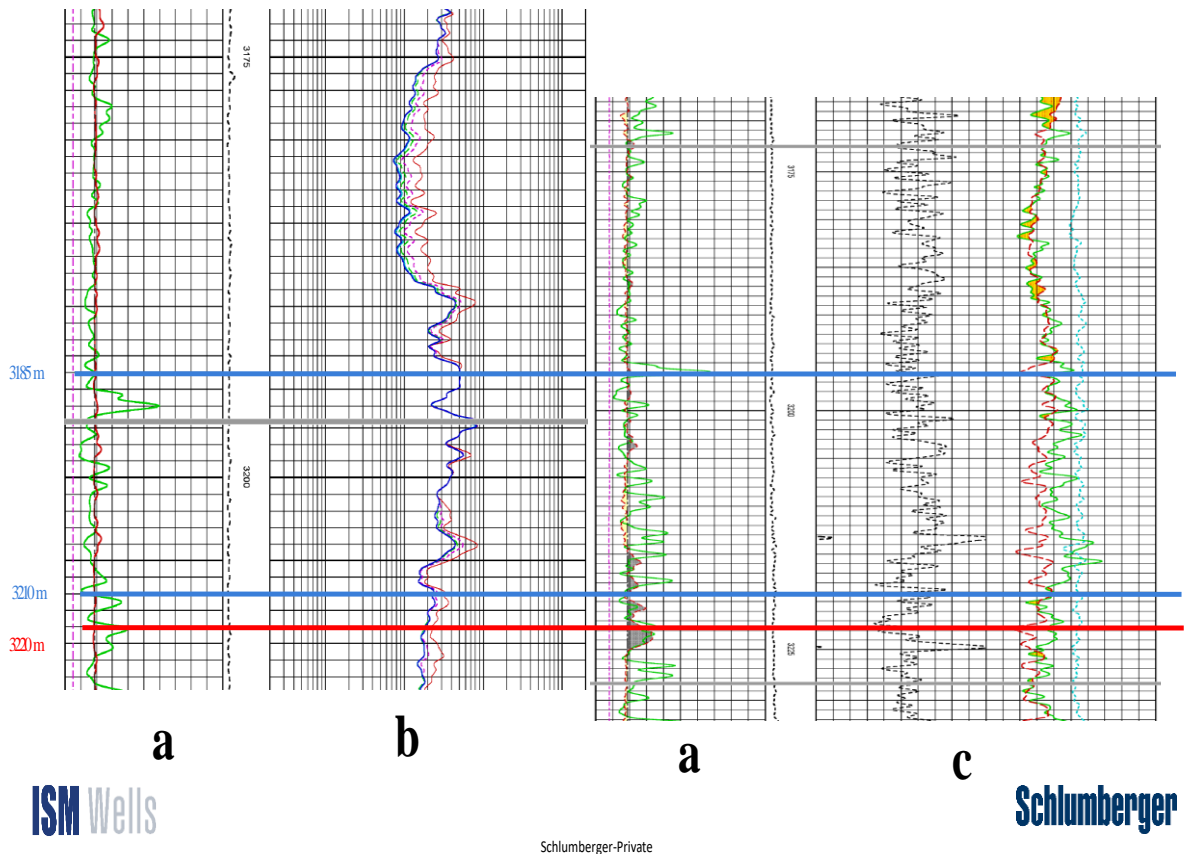 3175
3175
3185 m
3200
3200
3210 m
3220 m
3225
a
b
a
c
ISM Wells
Schlumberger
Schlumberger-Private